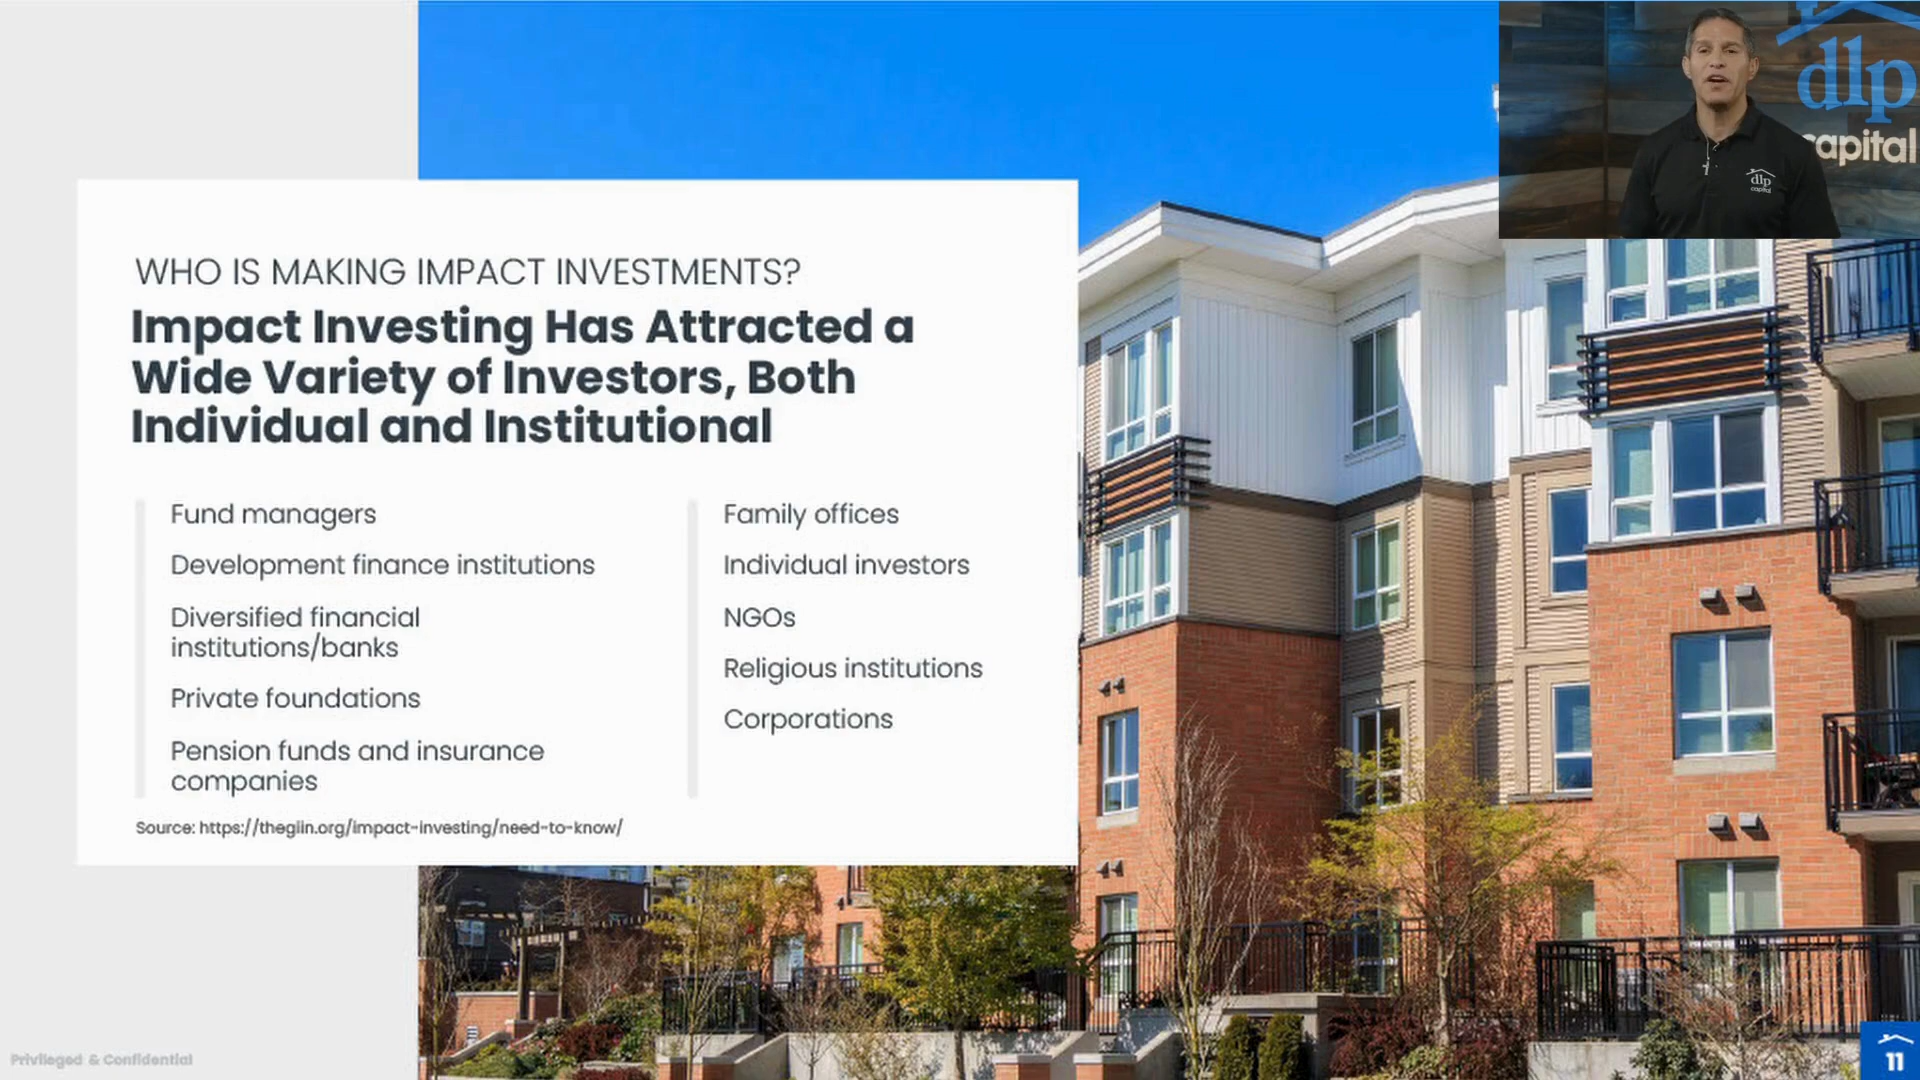 dlp
capital
dlp
capital
WHO IS MAKING IMPACT INVESTMENTS?
Impact Investing Has Attracted a
Wide Variety of Investors, Both
Individual and Institutional
Fund managers
Development finance institutions
Diversified financial
institutions/banks
Private foundations
Pension funds and insurance
companies
Family offices
Individual investors
NGOs
Religious institutions
Corporations
Source: https://thegiin.org/impact-investing/need-to-know/
Privileged & Confidential
11